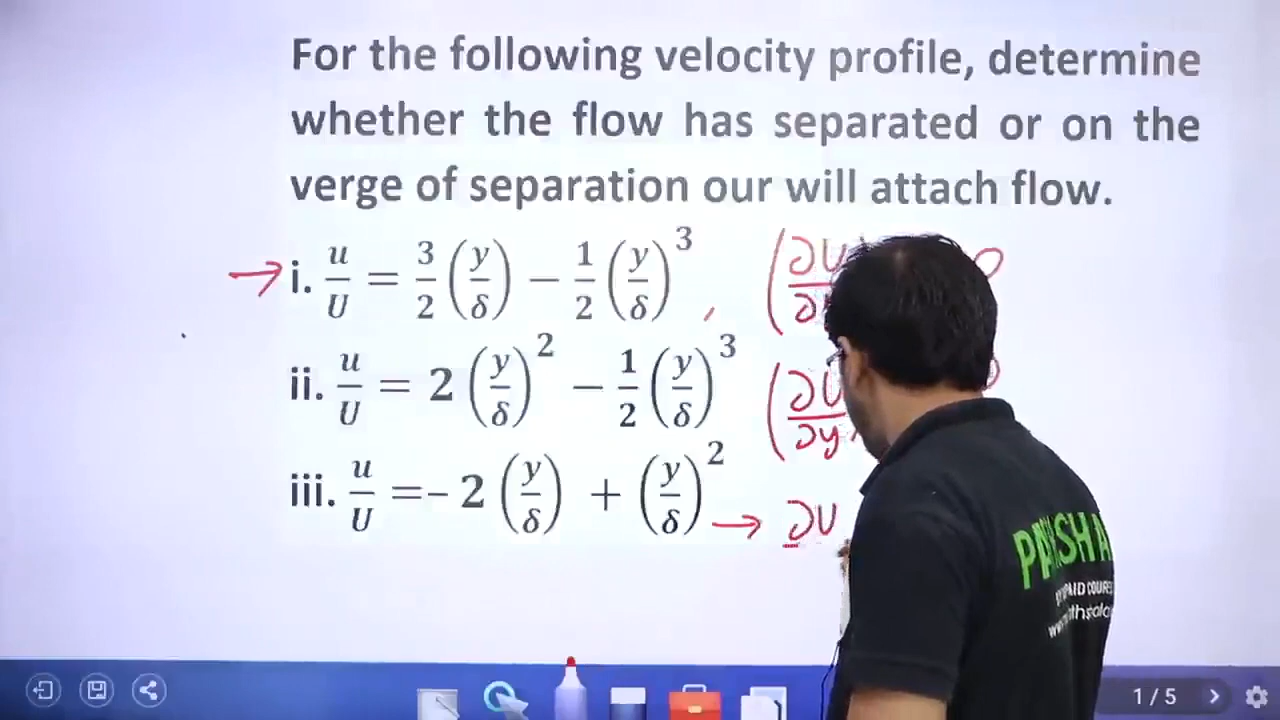 For the following velocity profile, determine
whether the flow has separated or on the
verge of separation our will attach flow.
→ i. u/U = 3/2 (y/δ) − 1/2 (y/δ)^3 , (∂U/∂ 0
ii. u/U = 2 (y/δ)^2 − 1/2 (y/δ)^3 (∂U/∂y
iii. u/U =− 2 (y/δ) + (y/δ)^2 → ∂U
1 / 5